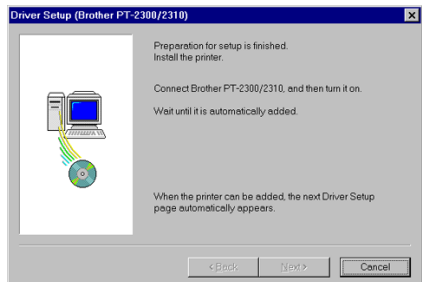 Driver Setup (Brother PT-2300/2310)
Preparation for setup is finished.
Install the printer.
Connect Brother PT-2300/2310, and then turn it on.
Wait until it is automatically added.
When the printer can be added, the next Driver Setup
page automatically appears.
< Back Next > Cancel